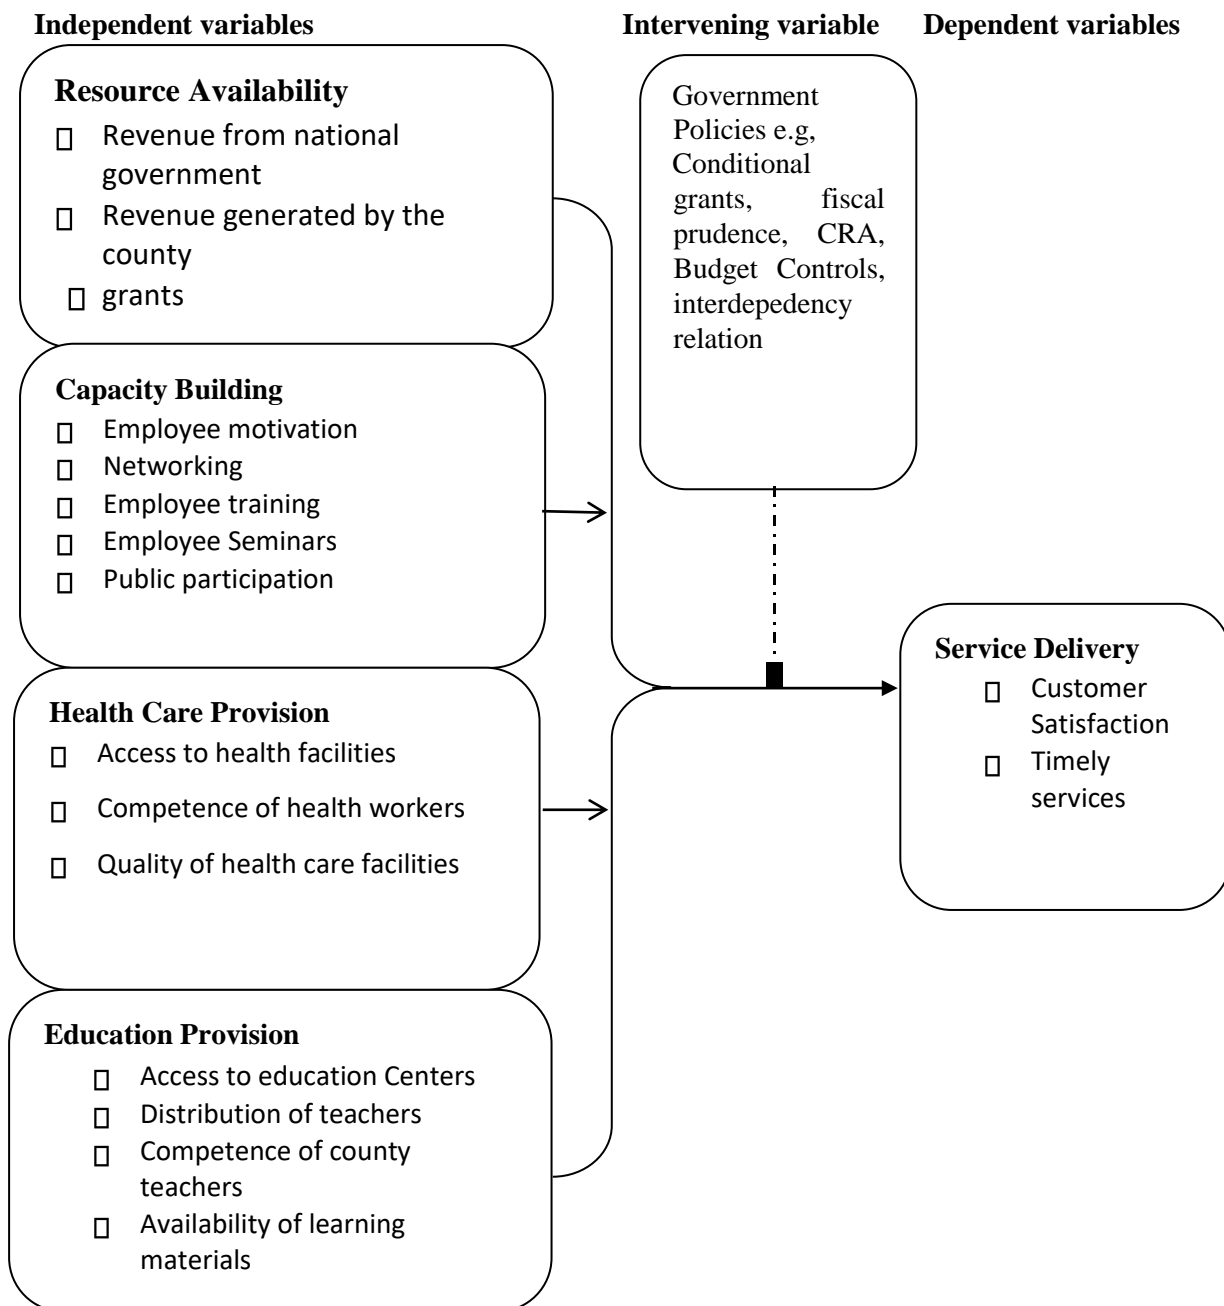 Independent variables
Intervening variable
Dependent variables
Resource Availability
Revenue from national
government
Revenue generated by the
county
grants
Capacity Building
Employee motivation
Networking
Employee training
Employee Seminars
Public participation
Health Care Provision
Access to health facilities
Competence of health workers
Quality of health care facilities
Education Provision
Access to education Centers
Distribution of teachers
Competence of county
teachers
Availability of learning
materials
Government
Policies e.g,
Conditional
grants, fiscal
prudence, CRA,
Budget Controls,
interdepedency
relation
Service Delivery
Customer
Satisfaction
Timely
services